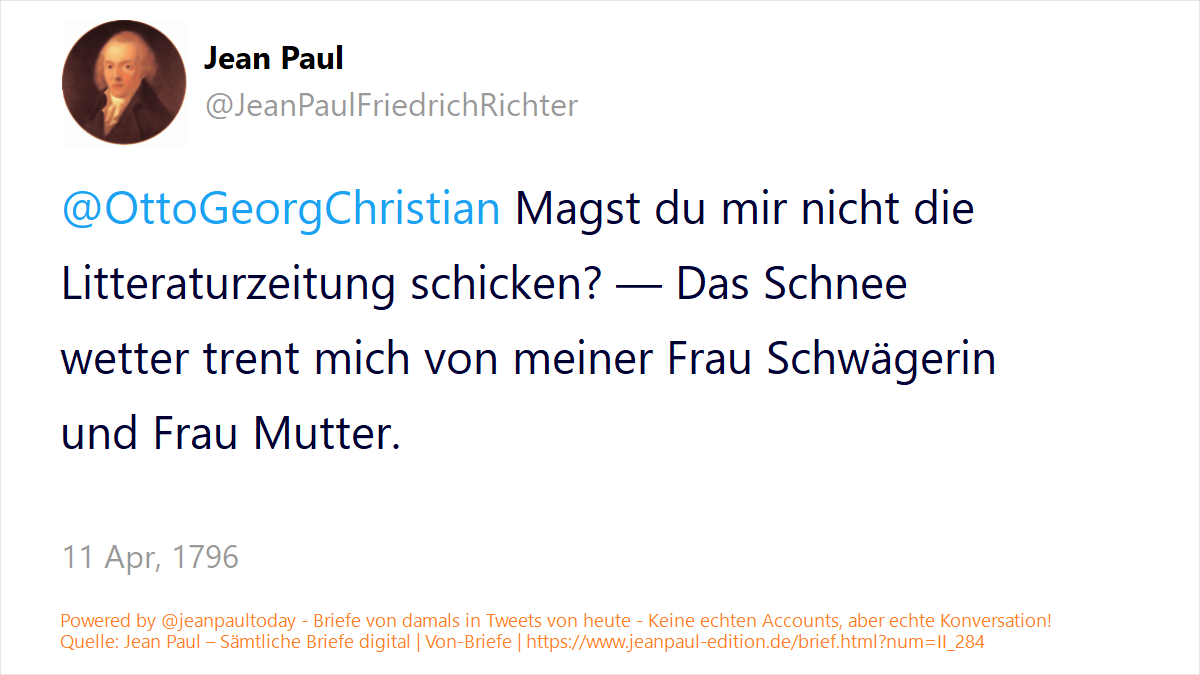 Jean Paul
@JeanPaulFriedrichRichter
@OttoGeorgChristian Magst du mir nicht die
Litteraturzeitung schicken? — Das Schnee
wetter trent mich von meiner Frau Schwägerin
und Frau Mutter.
11 Apr, 1796
Powered by @jeanpaultoday - Briefe von damals in Tweets von heute - Keine echten Accounts, aber echte Konversation!
Quelle: Jean Paul – Sämtliche Briefe digital | Von-Briefe | https://www.jeanpaul-edition.de/brief.html?num=II_284